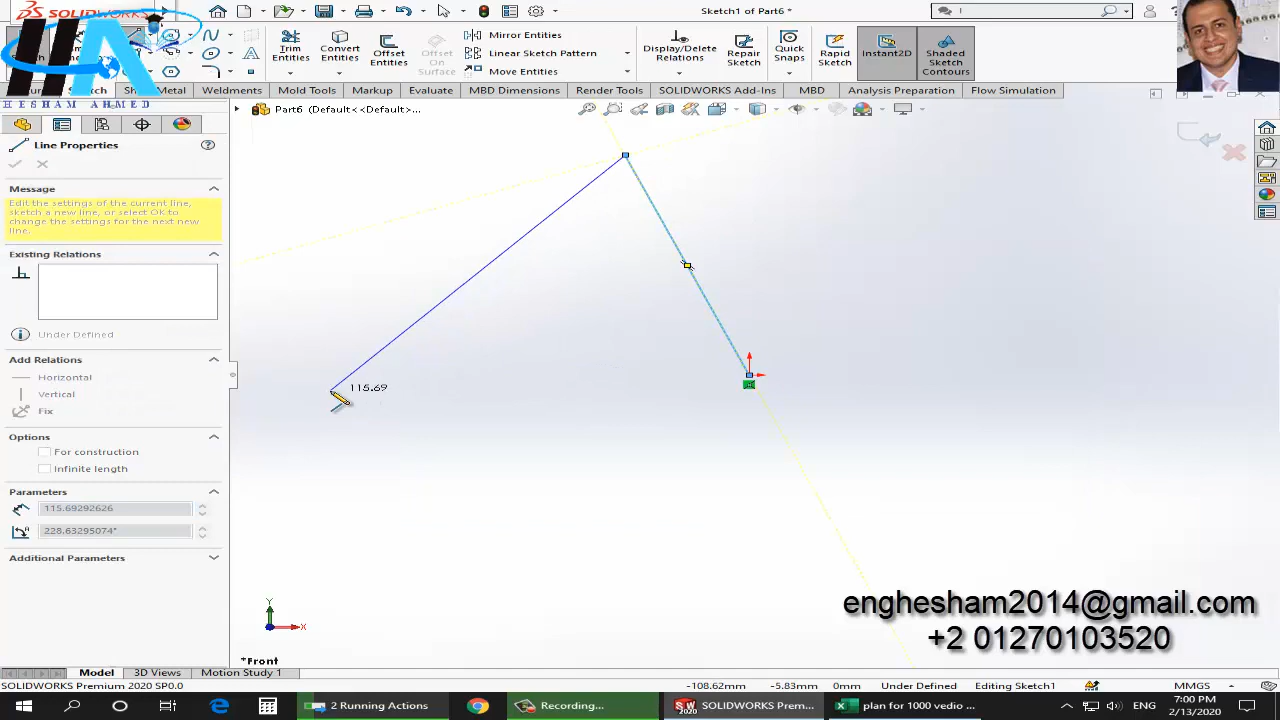 SOLIDWORKS
Sketch1 of Part6 *
HESHAM AHMED
Trim Entities
Convert Entities
Offset Entities
Offset On Surface
Mirror Entities
Linear Sketch Pattern
Move Entities
Display/Delete Relations
Repair Sketch
Quick Snaps
Rapid Sketch
Instant2D
Shaded Sketch Contours
Weldments
Mold Tools
Markup
Evaluate
MBD Dimensions
Render Tools
SOLIDWORKS Add-Ins
MBD
Analysis Preparation
Flow Simulation
Part6 (Default<<Default>...
Line Properties
Message
Edit the settings of the current line, sketch a new line, or select OK to change the settings for the next new line.
Existing Relations
Under Defined
Add Relations
Horizontal
Vertical
Fix
Options
For construction
Infinite length
Parameters
115.69292626
228.63295074°
Additional Parameters
115.69
Y
X
*Front
enghesham2014@gmail.com
+2 01270103520
Model
3D Views
Motion Study 1
SOLIDWORKS Premium 2020 SP0.0
-108.62mm
-5.83mm
0mm
Under Defined
Editing Sketch1
MMGS
2 Running Actions
Recording...
SOLIDWORKS Prem...
plan for 1000 vedio ...
ENG
7:00 PM
2/13/2020